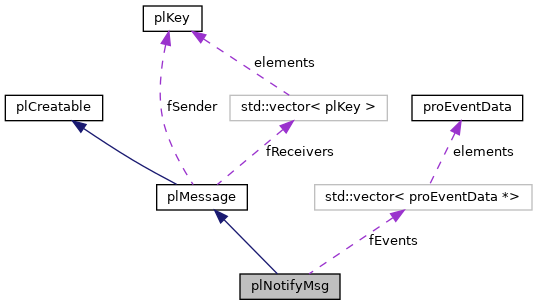 plKey
elements
plCreatable
fSender
std::vector< plKey >
proEventData
fReceivers
elements
plMessage
std::vector< proEventData *>
fEvents
plNotifyMsg